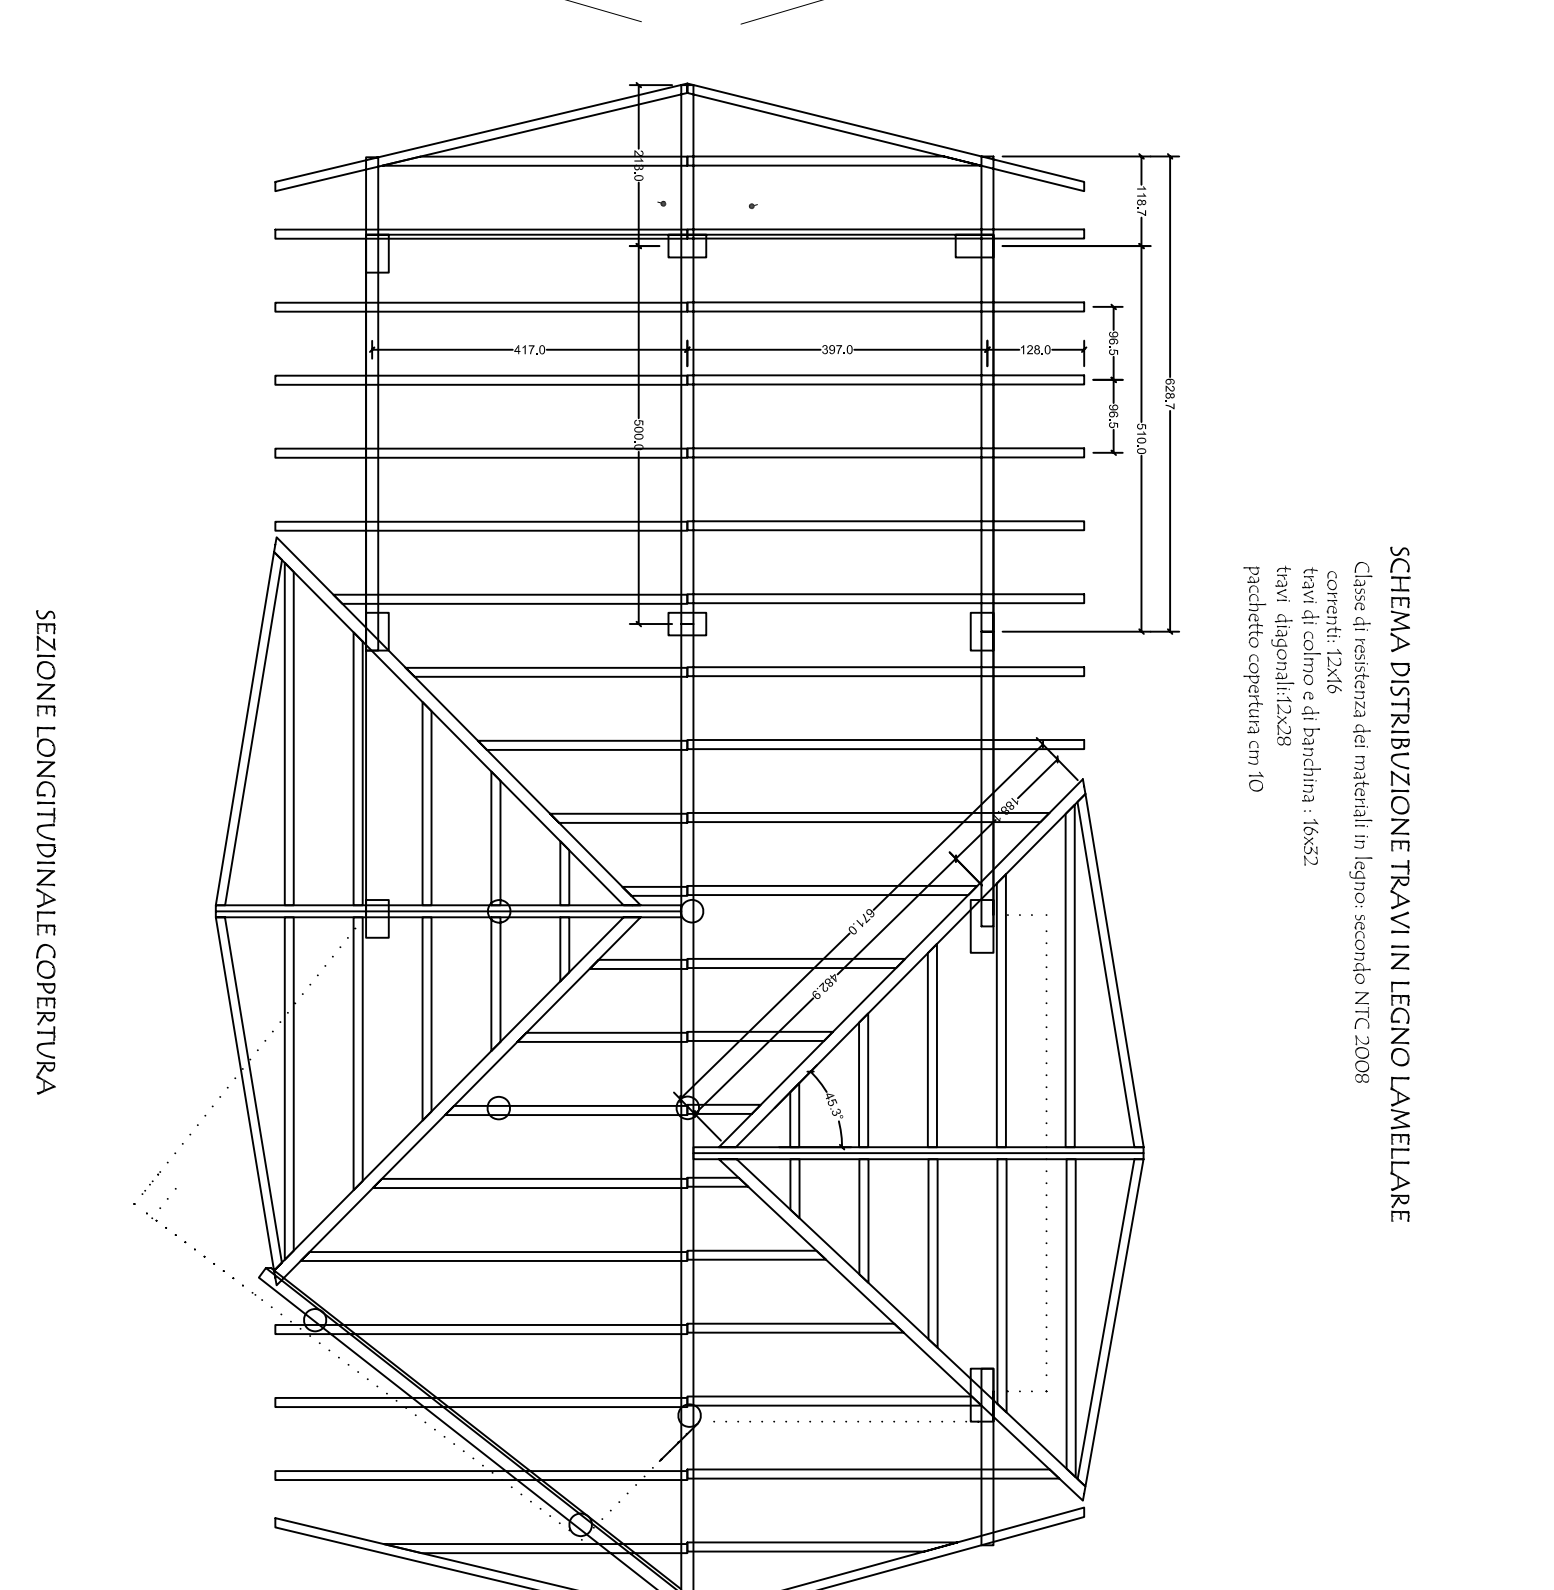 SCHEMA DISTRIBUZIONE TRAVI IN LEGNO LAMELLARE
Classe di resistenza dei materiali in legno: secondo NTC 2008
correnti: 12x16
travi di colmo e di banchina : 16x32
travi diagonali:12x28
pacchetto copertura cm 10
213.0
118.7
96.5
417.0
397.0
128.0
628.7
96.5
500.0
510.0
188.1
671.0
482.9
45.3°
SEZIONE LONGITUDINALE COPERTURA